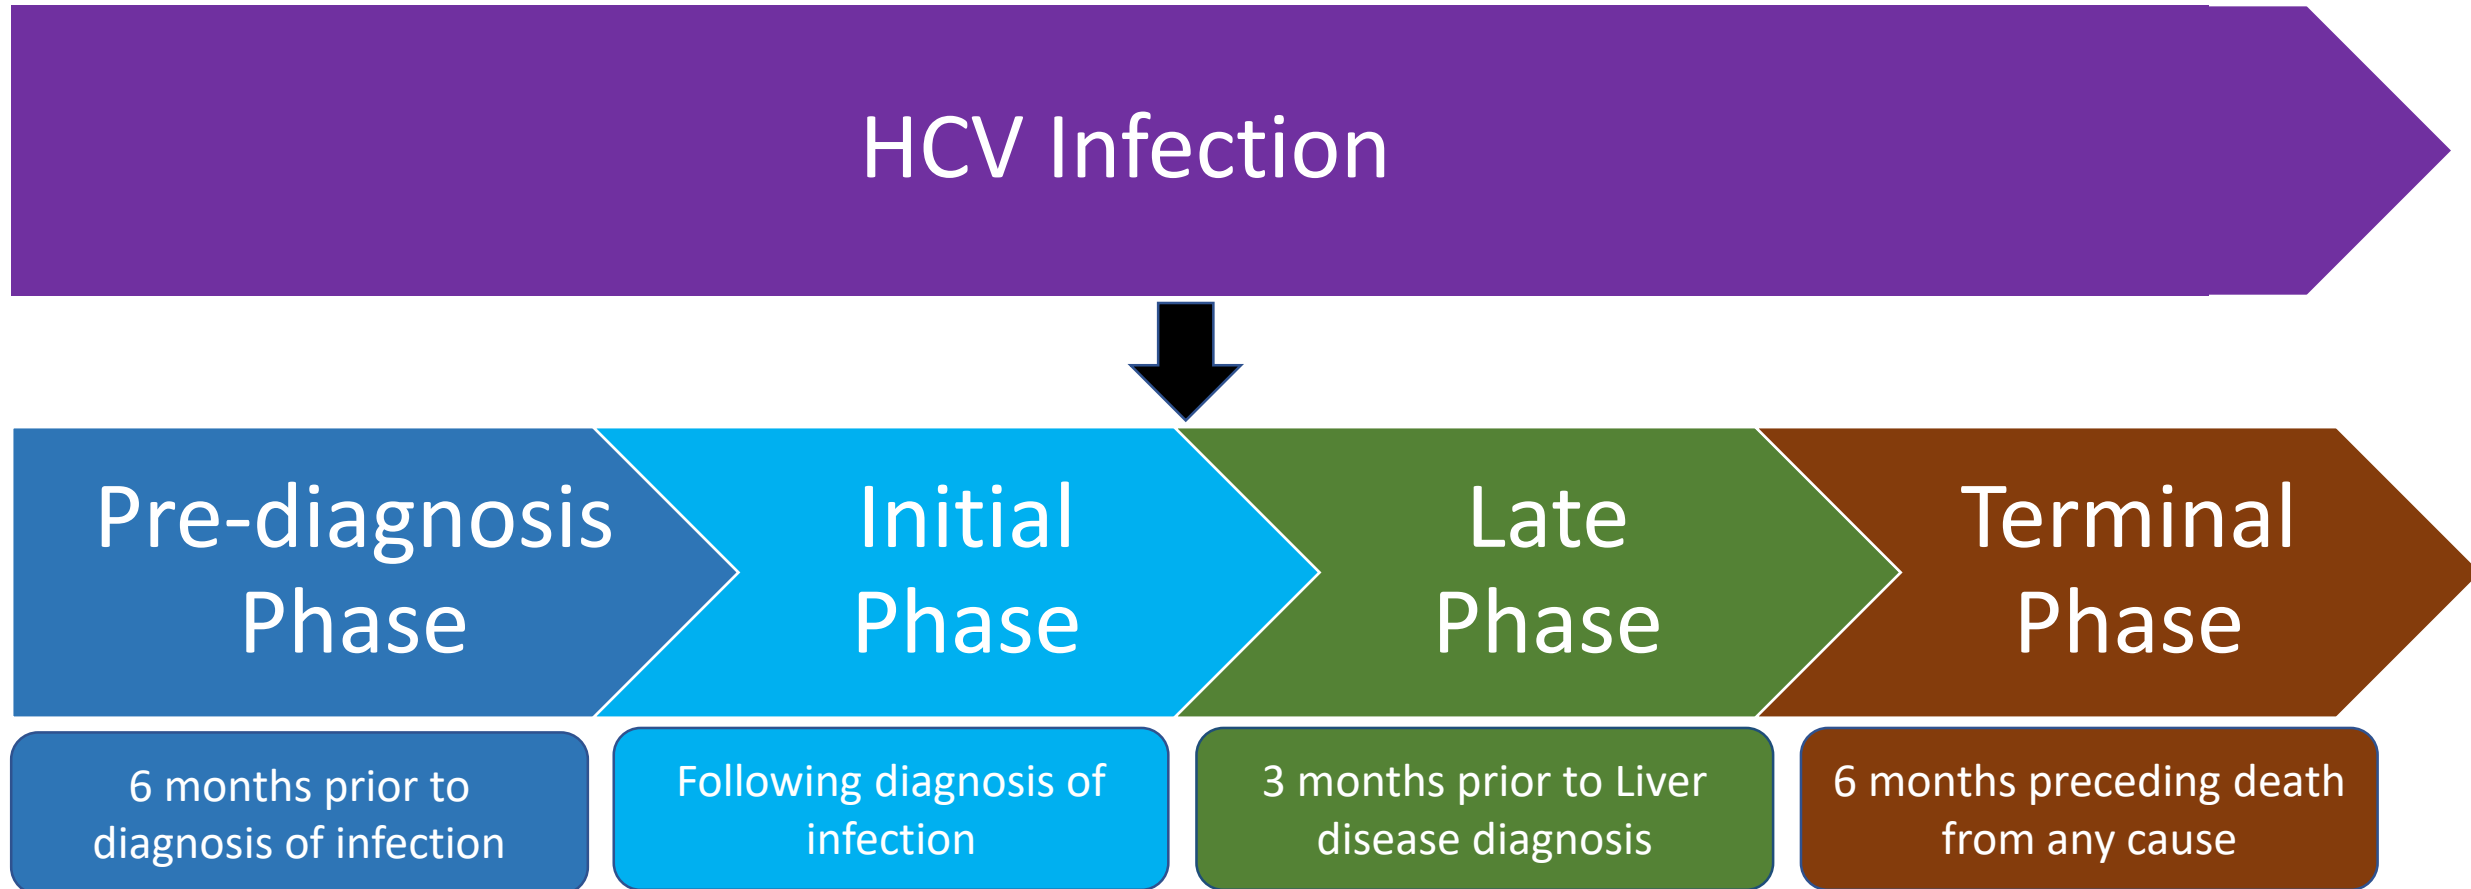 HCV Infection
Pre-diagnosis
Phase
Initial
Phase
Late
Phase
Terminal
Phase
6 months prior to
diagnosis of infection
Following diagnosis of
infection
3 months prior to Liver
disease diagnosis
6 months preceding death
from any cause